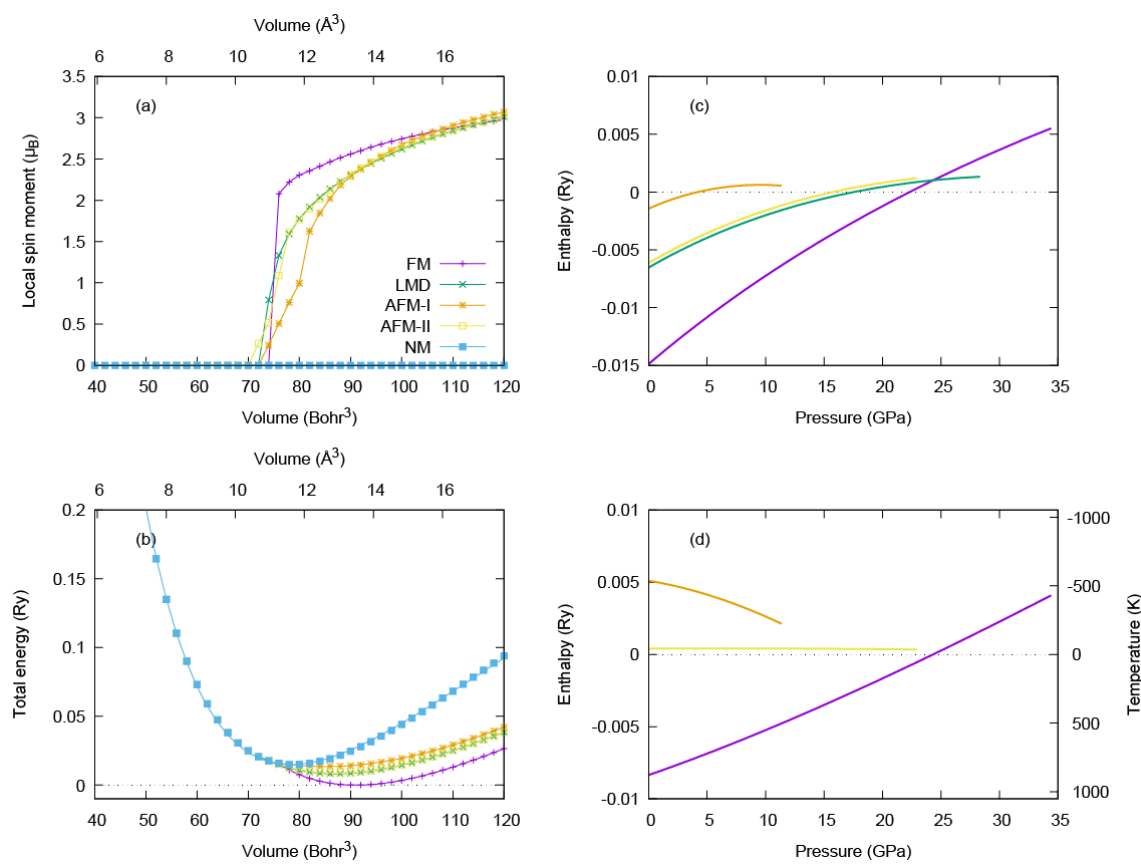 Volume (Å³)
6 8 10 12 14 16
3.5
3
2.5
2
1.5
1
0.5
0
Local spin moment (μB)
(a)
FM
LMD
AFM-I
AFM-II
NM
40 50 60 70 80 90 100 110 120
Volume (Bohr³)
0.01
0.005
0
-0.005
-0.01
-0.015
Enthalpy (Ry)
(c)
0 5 10 15 20 25 30 35
Pressure (GPa)
Volume (Å³)
6 8 10 12 14 16
0.2
0.15
0.1
0.05
0
Total energy (Ry)
(b)
40 50 60 70 80 90 100 110 120
Volume (Bohr³)
0.01
0.005
0
-0.005
-0.01
Enthalpy (Ry)
(d)
-1000
-500
0
500
1000
Temperature (K)
0 5 10 15 20 25 30 35
Pressure (GPa)